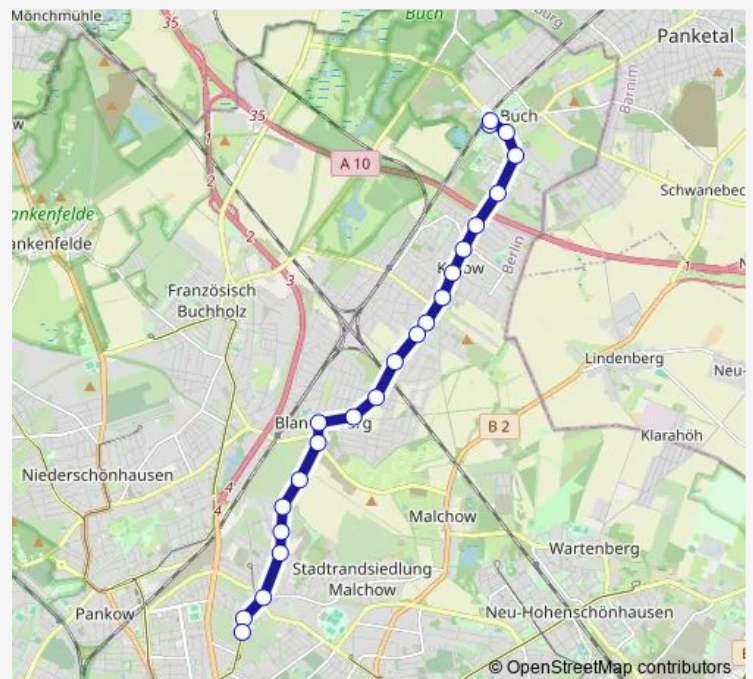 Mönchmühle
35
Buch
Panketal
Barnim
Buch
35
A 10
1
2
Schwanebec
ankenfelde
ankenfelde
2
Berlin
1
3
Französisch
Buchholz
Lindenberg
Neu-
B 2
Klarahöh
Niederschönhausen
4
4
Malchow
Wartenberg
Stadtrandsiedlung
Malchow
Pankow
Neu-Hohenschönhausen
© OpenStreetMap contributors